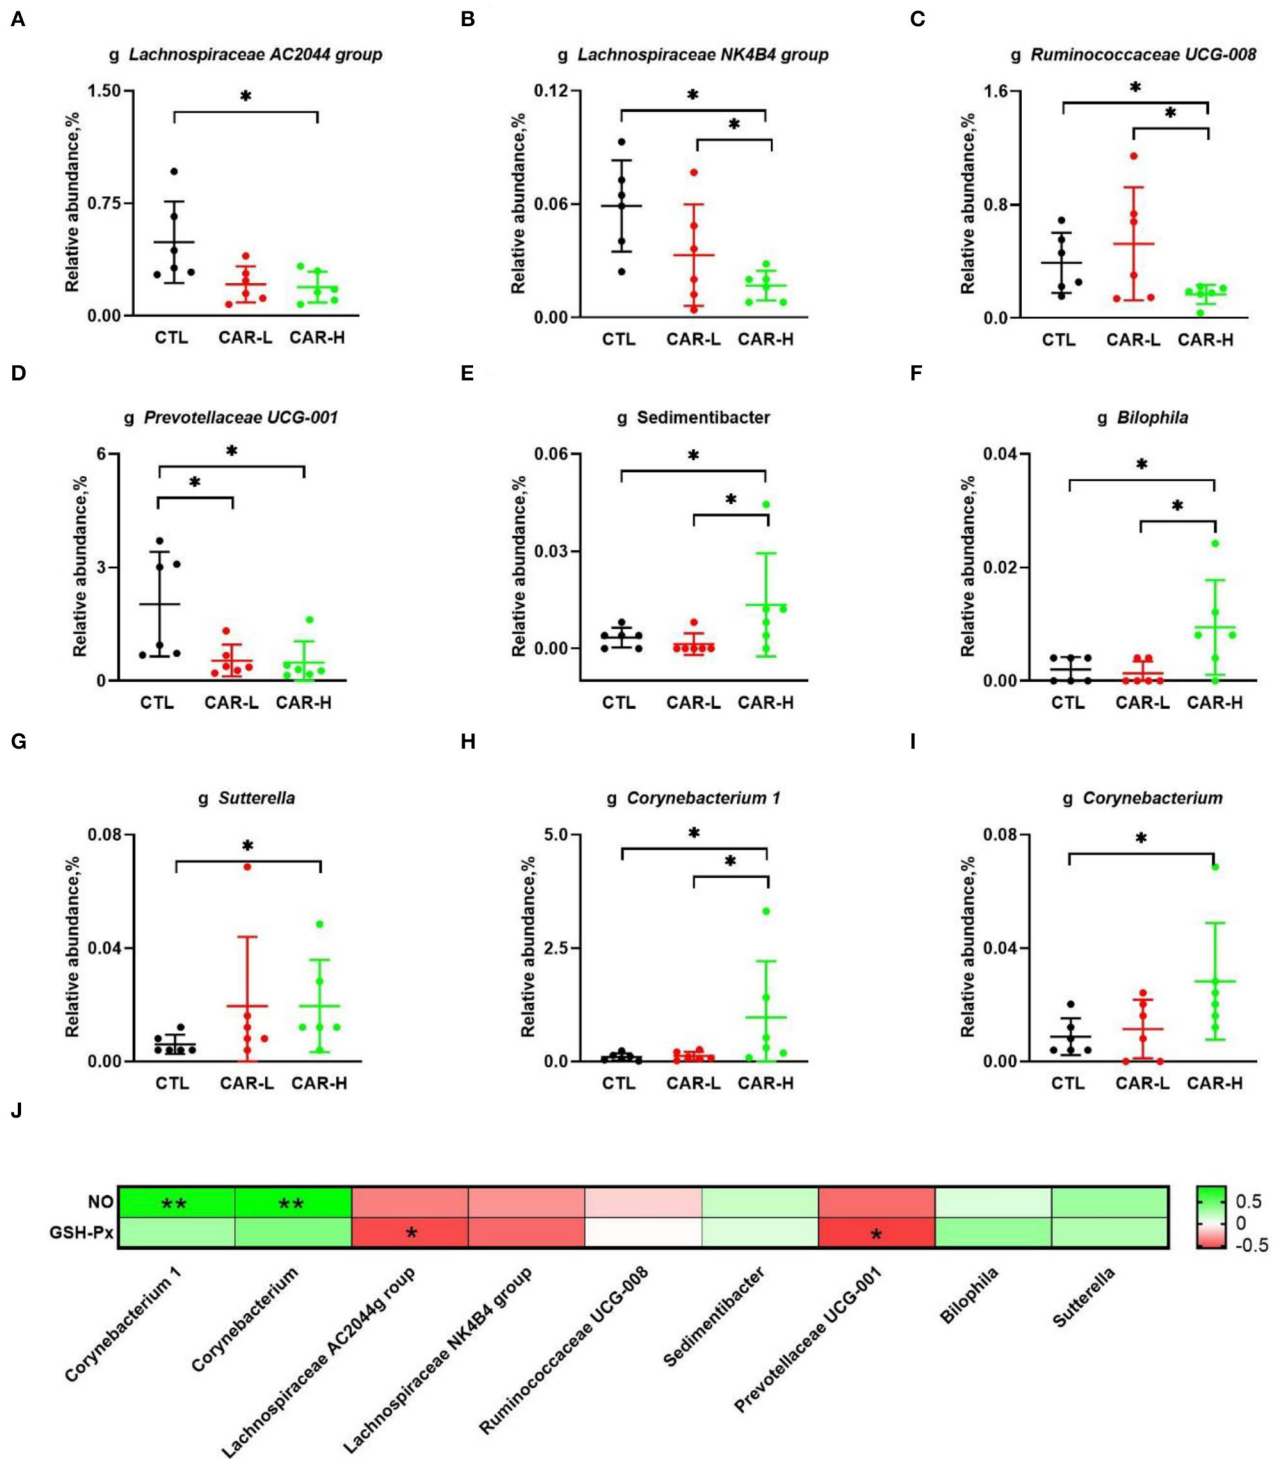 A
B
C
g Lachnospiraceae AC2044 group
g Lachnospiraceae NK4B4 group
g Ruminococcaceae UCG-008
Relative abundance,%
1.50
0.75
0.00
*
CTL
CAR-L
CAR-H
Relative abundance,%
0.12
0.06
0.00
*
*
CTL
CAR-L
CAR-H
Relative abundance,%
1.6
0.8
0.0
*
*
CTL
CAR-L
CAR-H
D
E
F
g Prevotellaceae UCG-001
g Sedimentibacter
g Bilophila
Relative abundance,%
6
3
0
*
*
CTL
CAR-L
CAR-H
Relative abundance,%
0.06
0.03
0.00
*
*
CTL
CAR-L
CAR-H
Relative abundance,%
0.04
0.02
0.00
*
*
CTL
CAR-L
CAR-H
G
H
I
g Sutterella
g Corynebacterium 1
g Corynebacterium
Relative abundance,%
0.08
0.04
0.00
*
CTL
CAR-L
CAR-H
Relative abundance,%
5.0
2.5
0.0
*
*
CTL
CAR-L
CAR-H
Relative abundance,%
0.08
0.04
0.00
*
CTL
CAR-L
CAR-H
J
NO
**
**
GSH-Px
*
*
0.5
0
-0.5
Corynebacterium 1
Corynebacterium
Lachnospiraceae AC2044g roup
Lachnospiraceae NK4B4 group
Ruminococcaceae UCG-008
Sedimentibacter
Prevotellaceae UCG-001
Bilophila
Sutterella